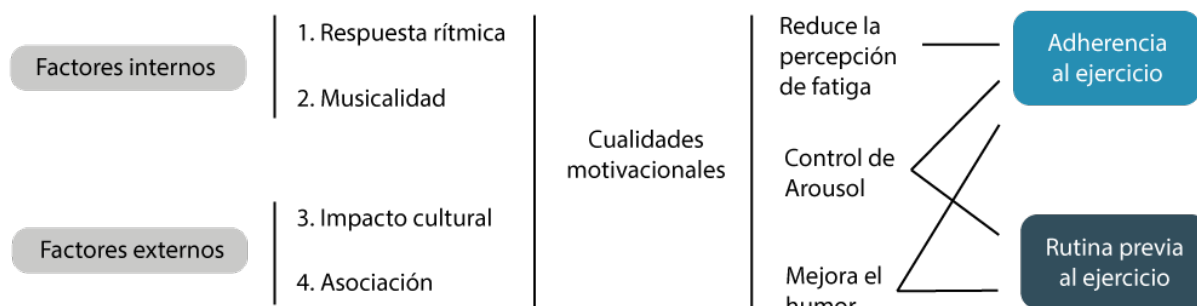 Factores internos
1. Respuesta rítmica
2. Musicalidad
Factores externos
3. Impacto cultural
4. Asociación
Cualidades
motivacionales
Reduce la
percepción
de fatiga
Control de
Arousol
Mejora el
humor
Adherencia
al ejercicio
Rutina previa
al ejercicio